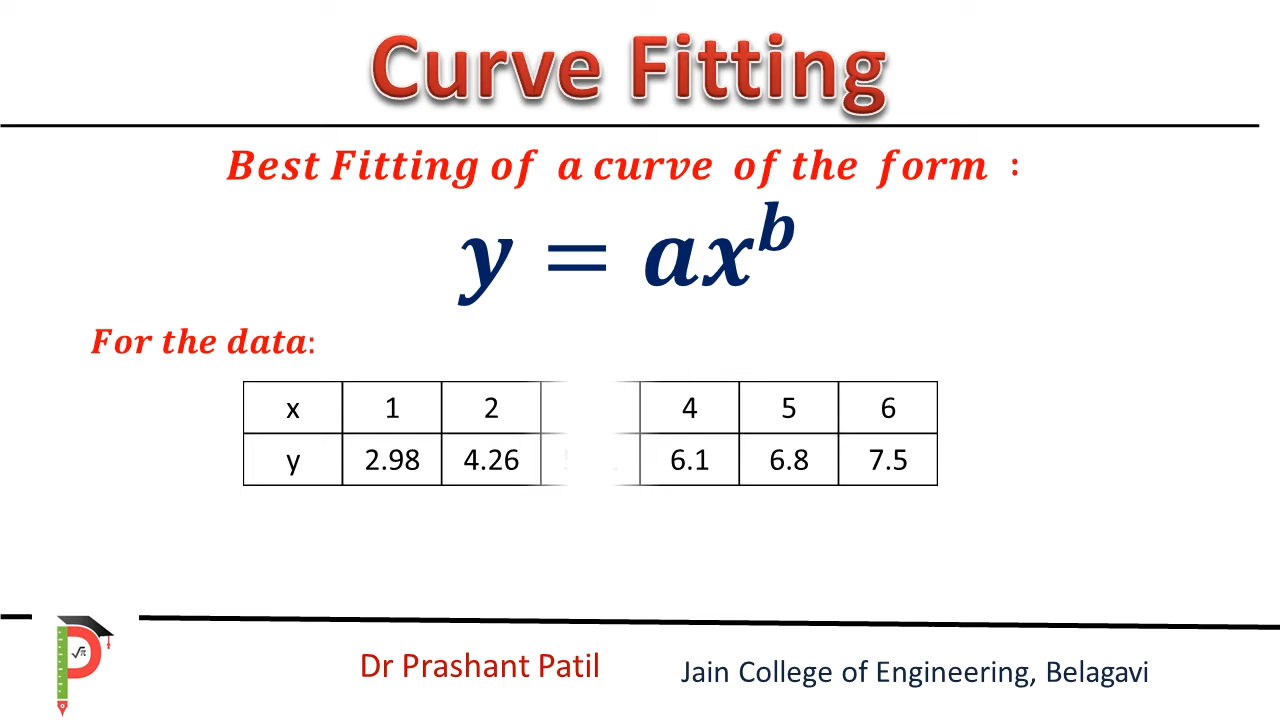 Curve Fitting
Best Fitting of a curve of the form :
y = ax^b
For the data:
x 1 2 4 5 6
y 2.98 4.26 6.1 6.8 7.5
√π
Dr Prashant Patil
Jain College of Engineering, Belagavi